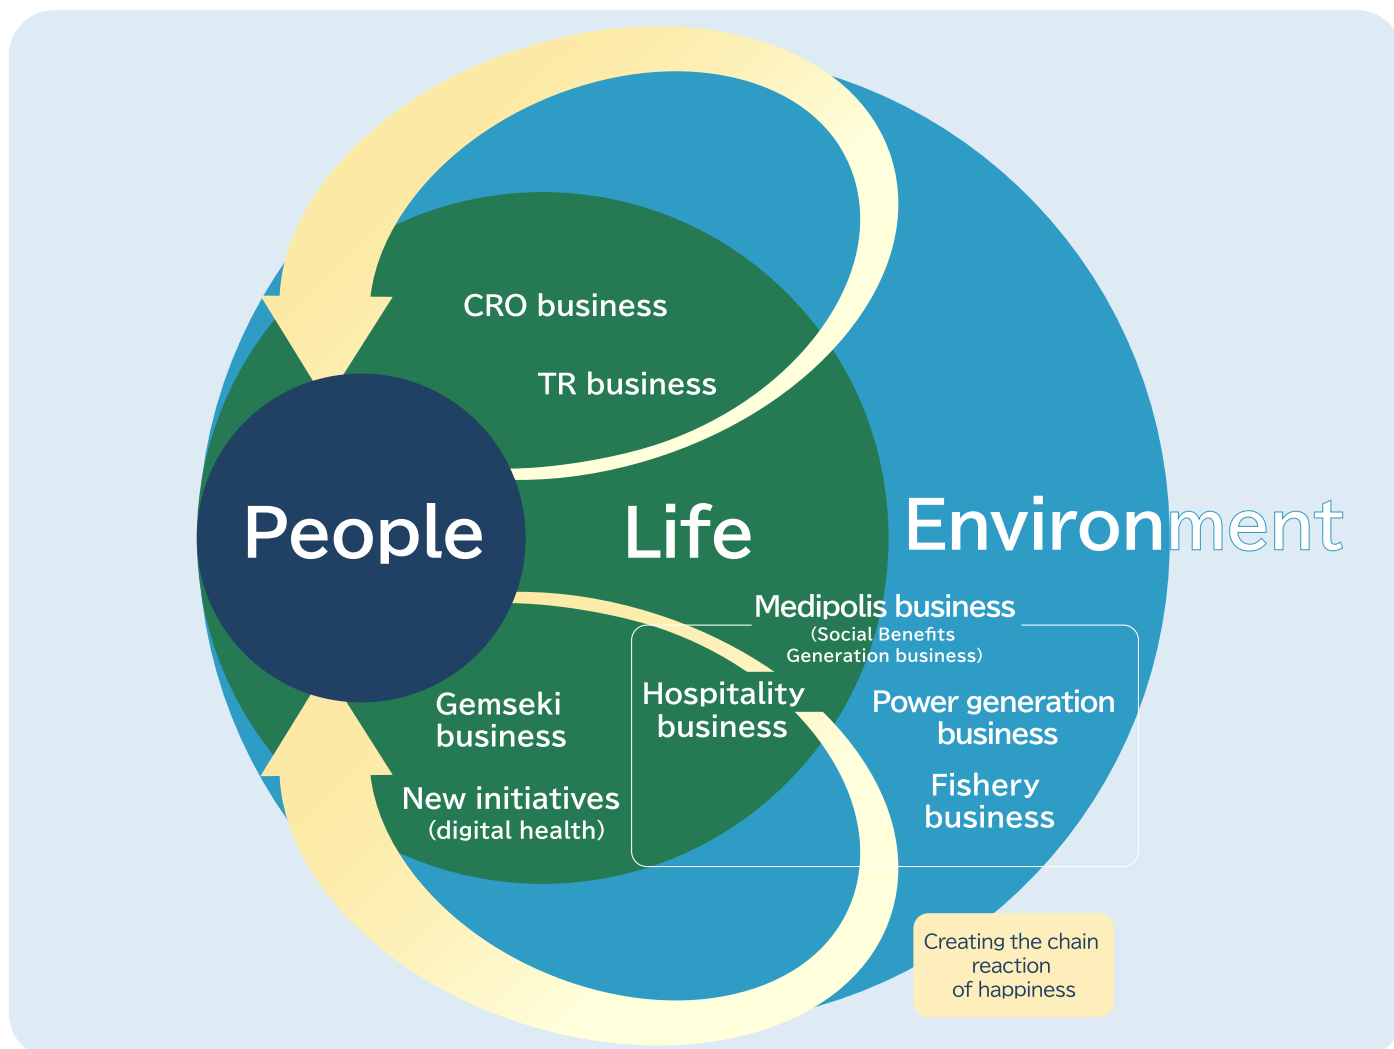 CRO business
TR business
People
Life
Environment
Medipolis business
(Social Benefits
Generation business)
Gemseki
business
Hospitality
business
Power generation
business
New initiatives
(digital health)
Fishery
business
Creating the chain
reaction
of happiness